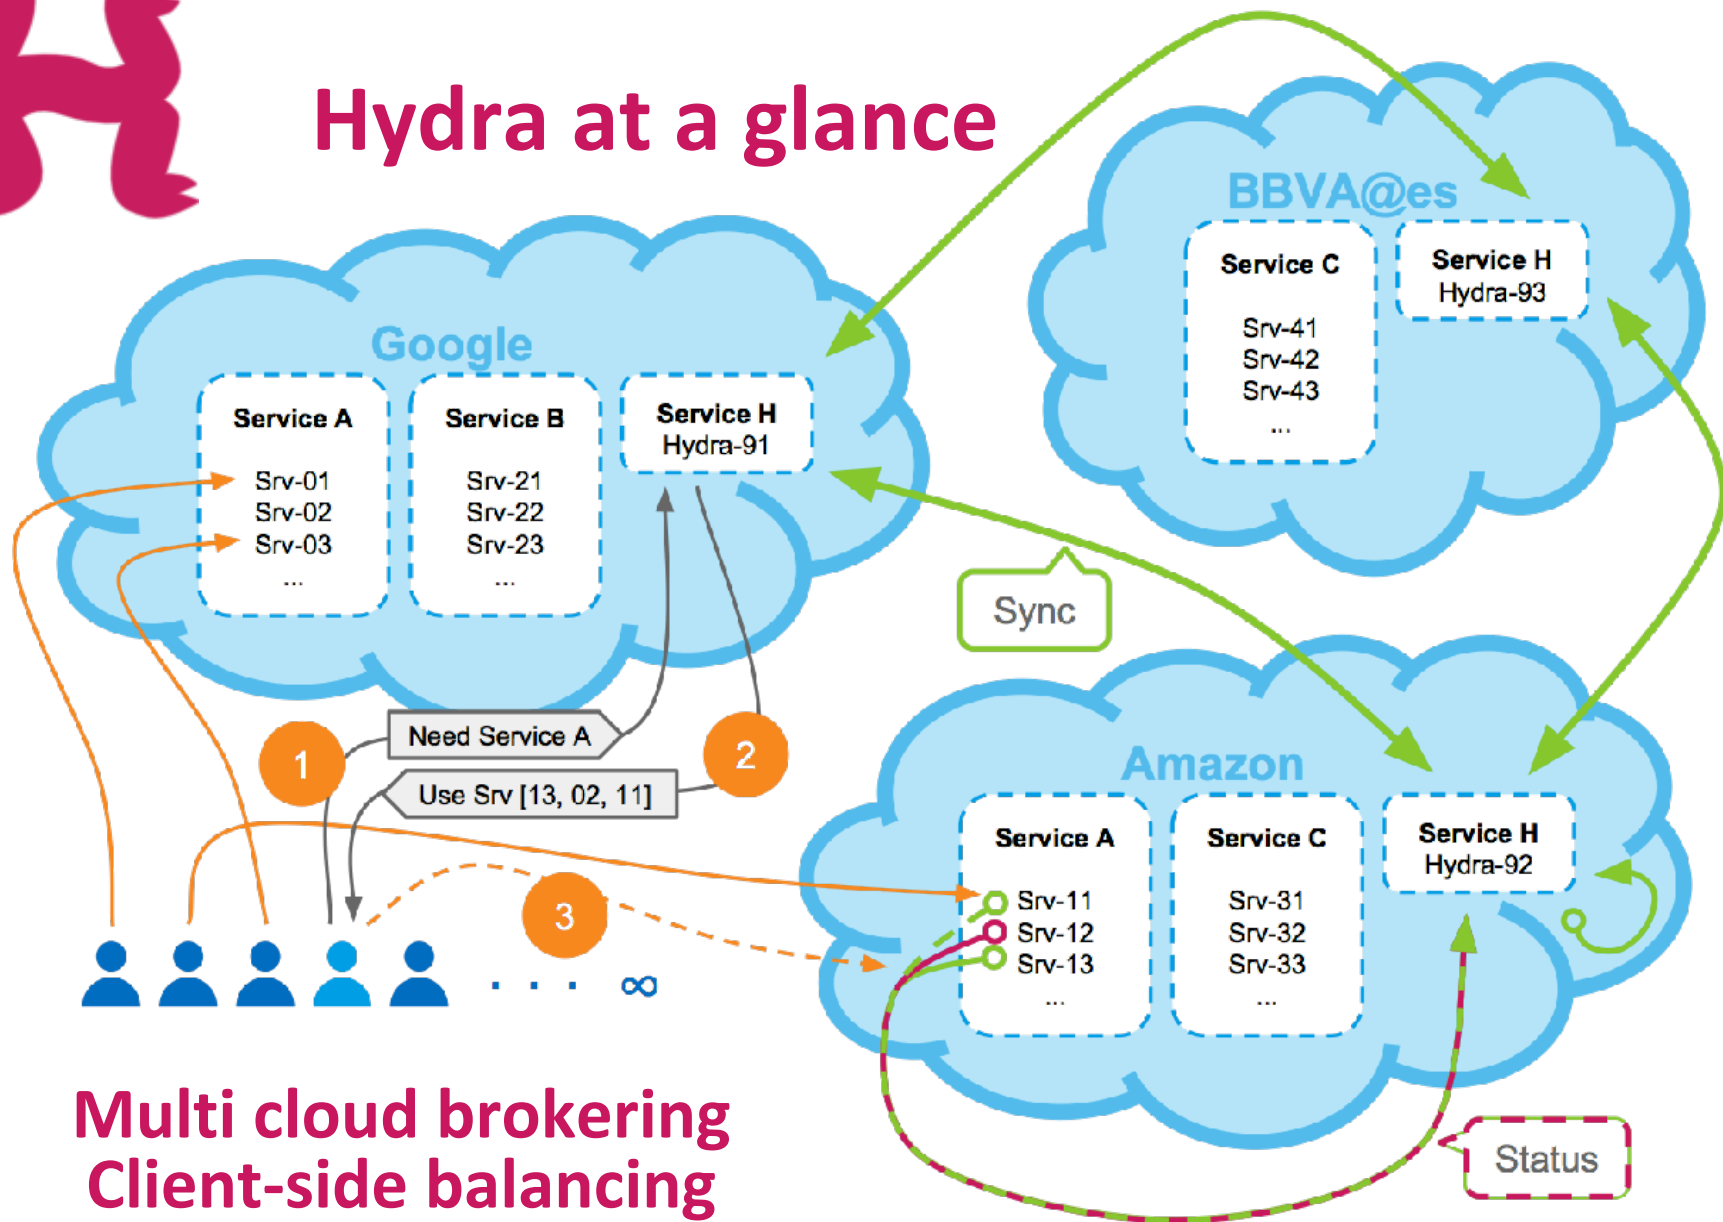 Hydra at a glance
BBVA@es
Service C
Srv-41
Srv-42
Srv-43
...
Service H
Hydra-93
Google
Service A
Srv-01
Srv-02
Srv-03
...
Service B
Srv-21
Srv-22
Srv-23
...
Service H
Hydra-91
Sync
1
Need Service A
2
Use Srv [13, 02, 11]
3
. . . ∞
Amazon
Service A
Srv-11
Srv-12
Srv-13
...
Service C
Srv-31
Srv-32
Srv-33
...
Service H
Hydra-92
Status
Multi cloud brokering
Client-side balancing